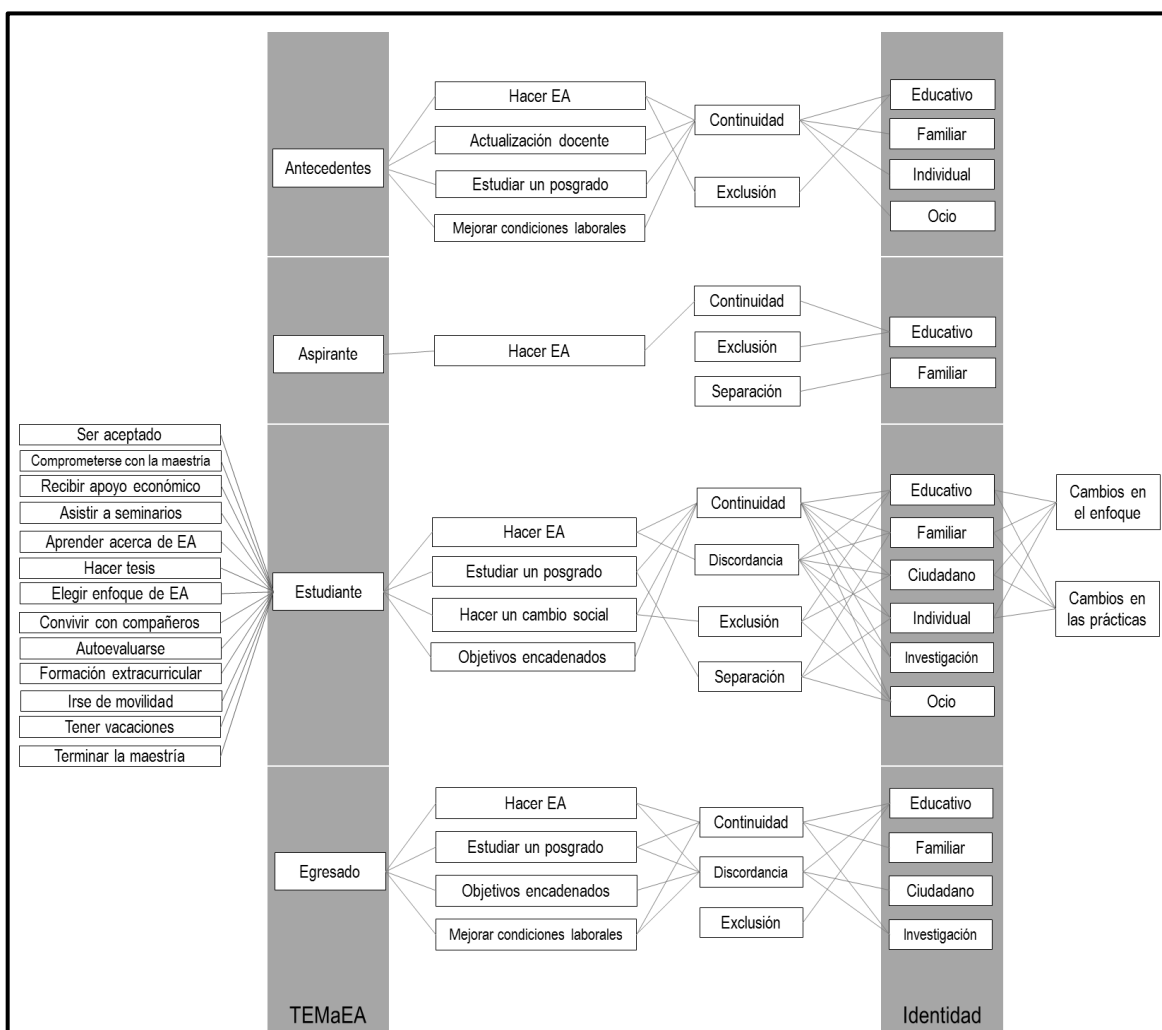 Antecedentes
Hacer EA
Actualización docente
Estudiar un posgrado
Mejorar condiciones laborales
Continuidad
Exclusión
Educativo
Familiar
Individual
Ocio
Aspirante
Hacer EA
Continuidad
Exclusión
Separación
Educativo
Familiar
Ser aceptado
Comprometerse con la maestría
Recibir apoyo económico
Asistir a seminarios
Aprender acerca de EA
Hacer tesis
Elegir enfoque de EA
Convivir con compañeros
Autoevaluarse
Formación extracurricular
Irse de movilidad
Tener vacaciones
Terminar la maestría
Estudiante
Hacer EA
Estudiar un posgrado
Hacer un cambio social
Objetivos encadenados
Continuidad
Discordancia
Exclusión
Separación
Educativo
Familiar
Ciudadano
Individual
Investigación
Ocio
Cambios en
el enfoque
Cambios en
las prácticas
Egresado
Hacer EA
Estudiar un posgrado
Objetivos encadenados
Mejorar condiciones laborales
Continuidad
Discordancia
Exclusión
Educativo
Familiar
Ciudadano
Investigación
TEMaEA
Identidad